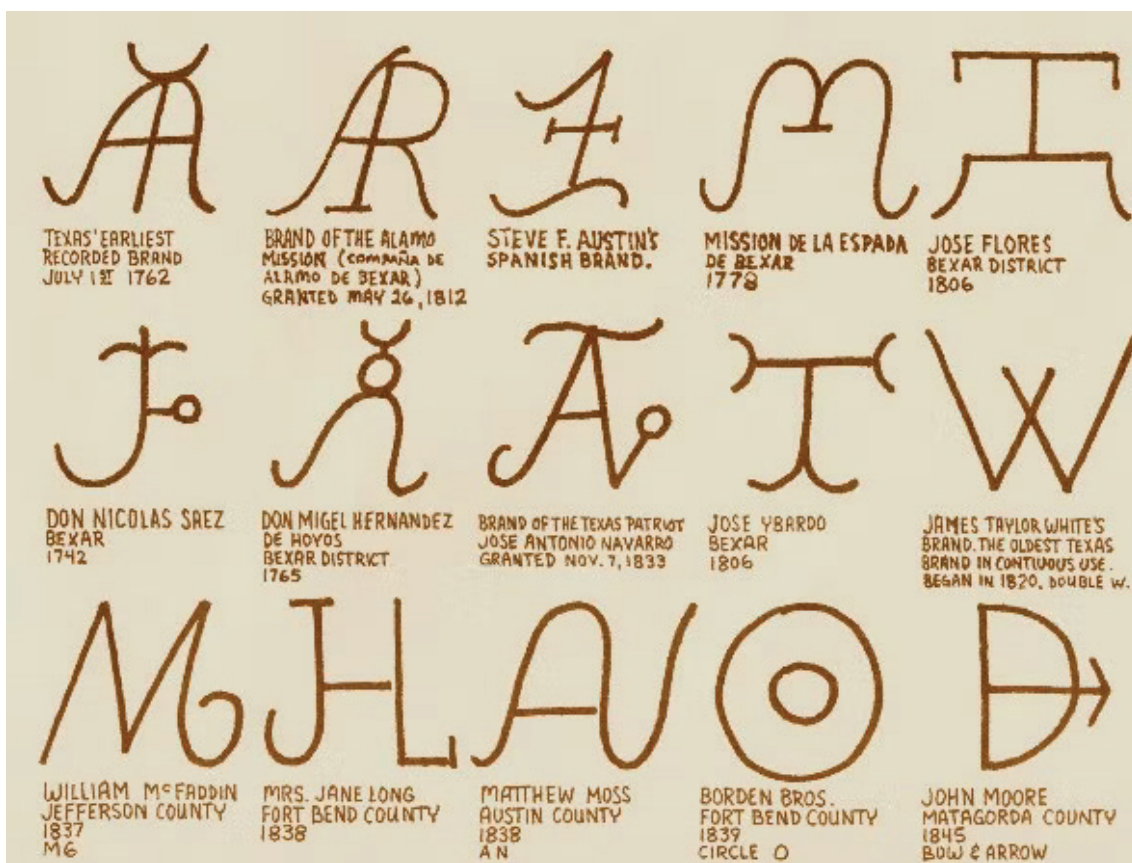 TEXAS' EARLIEST
RECORDED BRAND
JULY 1ST 1762
BRAND OF THE ALAMO
MISSION (COMPAÑA DE
ALAMO DE BEXAR)
GRANTED MAY 26, 1812
STEVE F. AUSTIN'S
SPANISH BRAND.
MISSION DE LA ESPADA
DE BEXAR
1778
JOSE FLORES
BEXAR DISTRICT
1806
DON NICOLAS SAEZ
BEXAR
1742
DON MIGEL HERNANDEZ
DE HOYOS
BEXAR DISTRICT
1765
BRAND OF THE TEXAS PATRIOT
JOSE ANTONIO NAVARRO
GRANTED NOV. 7, 1833
JOSE YBARDO
BEXAR
1806
JAMES TAYLOR WHITE'S
BRAND. THE OLDEST TEXAS
BRAND IN CONTIUOUS USE.
BEGAN IN 1820. DOUBLE W.
WILLIAM McFADDIN
JEFFERSON COUNTY
1837
M6
MRS. JANE LONG
FORT BEND COUNTY
1838
MATTHEW MOSS
AUSTIN COUNTY
1838
A N
BORDEN BROS.
FORT BEND COUNTY
1839
CIRCLE O
JOHN MOORE
MATAGORDA COUNTY
1845
BOW & ARROW